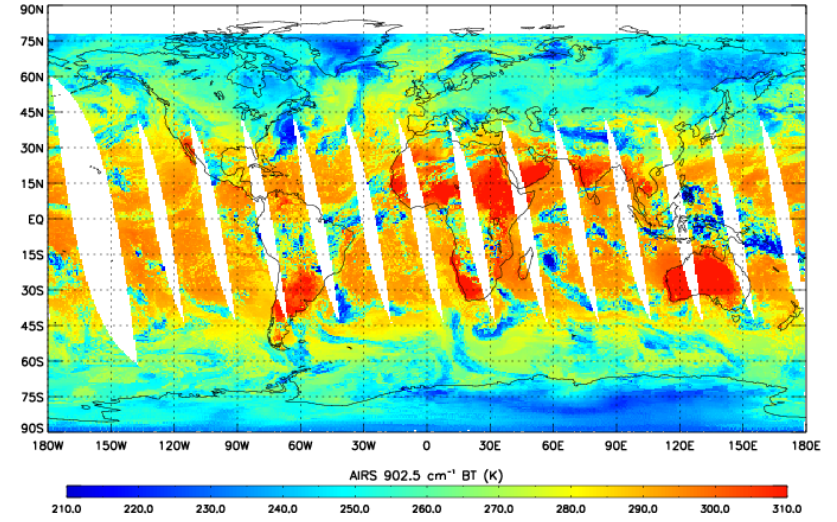 90N
75N
60N
45N
30N
15N
EQ
15S
30S
45S
60S
75S
90S
180W 150W 120W 90W 60W 30W 0 30E 60E 90E 120E 150E 180E
AIRS 902.5 cm⁻¹ BT (K)
210.0 220.0 230.0 240.0 250.0 260.0 270.0 280.0 290.0 300.0 310.0